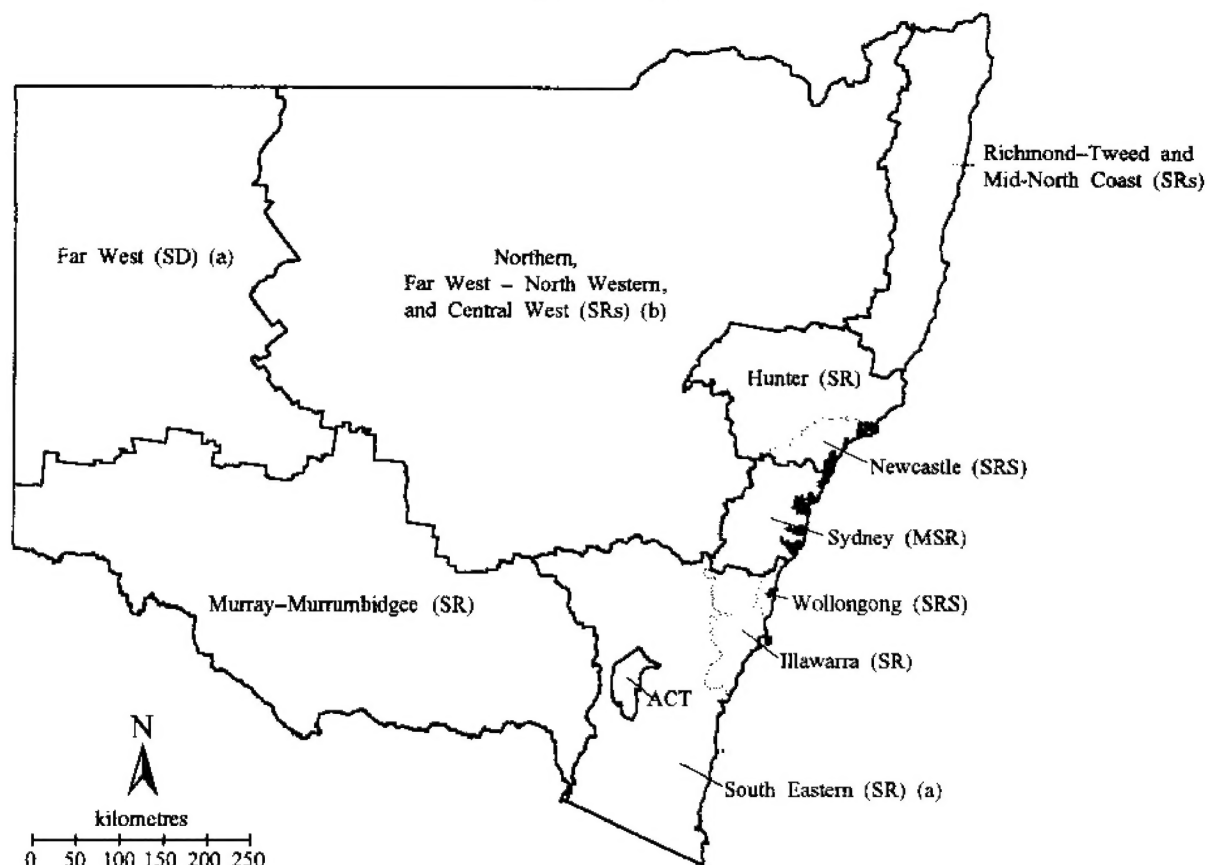 Richmond–Tweed and
Mid-North Coast (SRs)
Far West (SD) (a)
Northern,
Far West – North Western,
and Central West (SRs) (b)
Hunter (SR)
Newcastle (SRS)
Sydney (MSR)
Wollongong (SRS)
Murray–Murrumbidgee (SR)
Illawarra (SR)
ACT
N
South Eastern (SR) (a)
kilometres
0 50 100 150 200 250